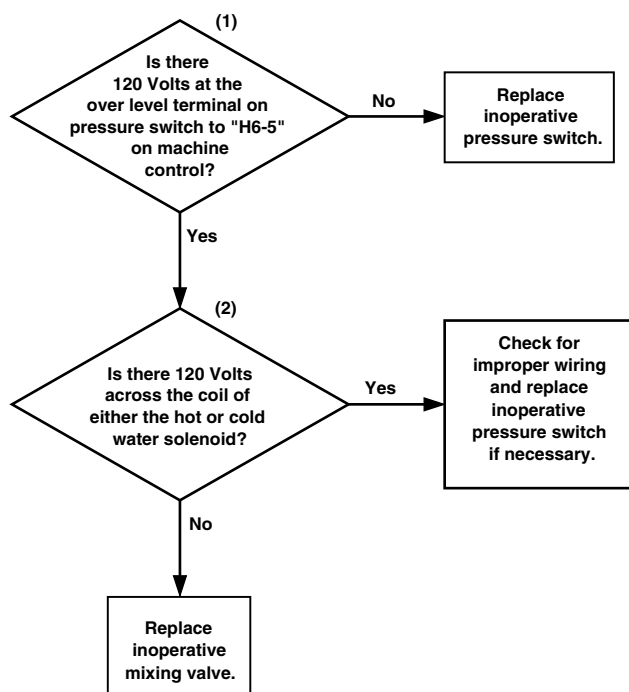 (1)
Is there
120 Volts at the
over level terminal on
pressure switch to "H6-5"
on machine
control?
No
Replace
inoperative
pressure switch.
Yes
(2)
Is there 120 Volts
across the coil of
either the hot or cold
water solenoid?
Yes
Check for
improper wiring
and replace
inoperative
pressure switch
if necessary.
No
Replace
inoperative
mixing valve.